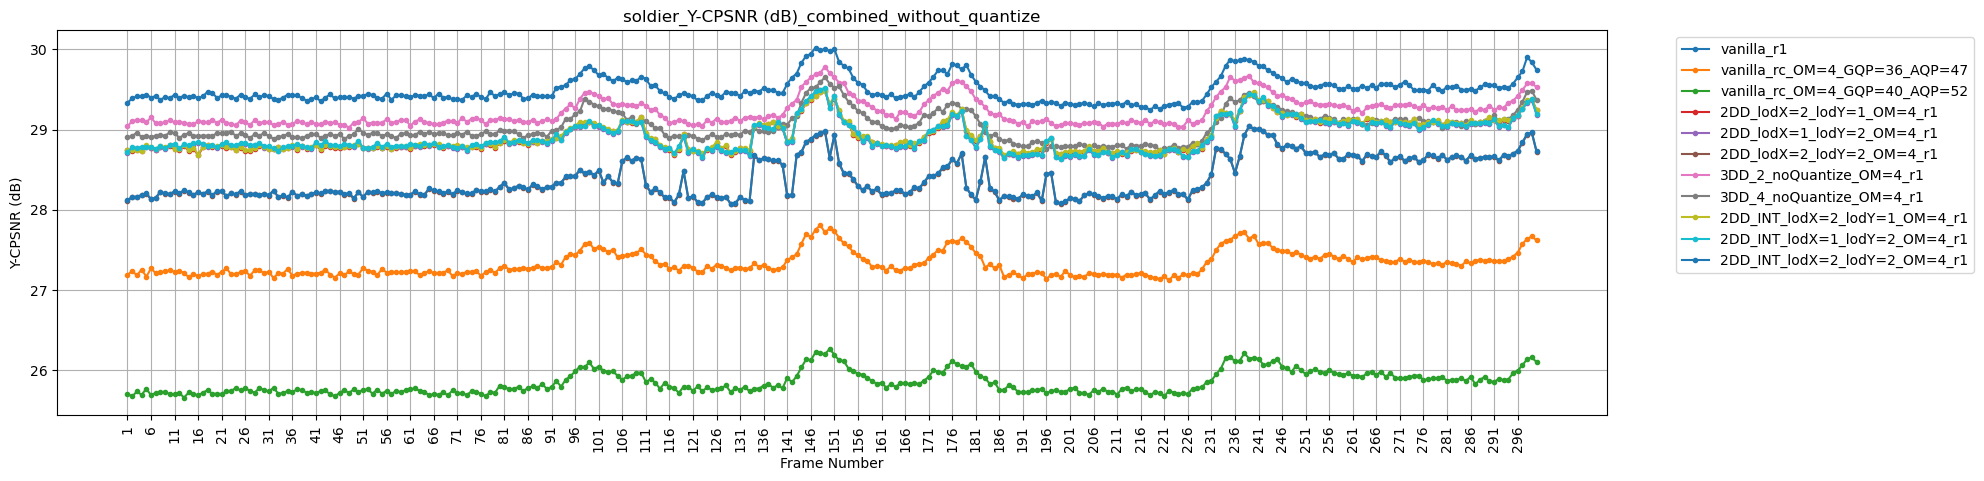 soldier_Y-CPSNR (dB)_combined_without_quantize
Y-CPSNR (dB)
30
29
28
27
26
1 6 11 16 21 26 31 36 41 46 51 56 61 66 71 76 81 86 91 96 101 106 111 116 121 126 131 136 141 146 151 156 161 166 171 176 181 186 191 196 201 206 211 216 221 226 231 236 241 246 251 256 261 266 271 276 281 286 291 296
Frame Number
vanilla_r1
vanilla_rc_OM=4_GQP=36_AQP=47
vanilla_rc_OM=4_GQP=40_AQP=52
2DD_lodX=2_lodY=1_OM=4_r1
2DD_lodX=1_lodY=2_OM=4_r1
2DD_lodX=2_lodY=2_OM=4_r1
3DD_2_noQuantize_OM=4_r1
3DD_4_noQuantize_OM=4_r1
2DD_INT_lodX=2_lodY=1_OM=4_r1
2DD_INT_lodX=1_lodY=2_OM=4_r1
2DD_INT_lodX=2_lodY=2_OM=4_r1